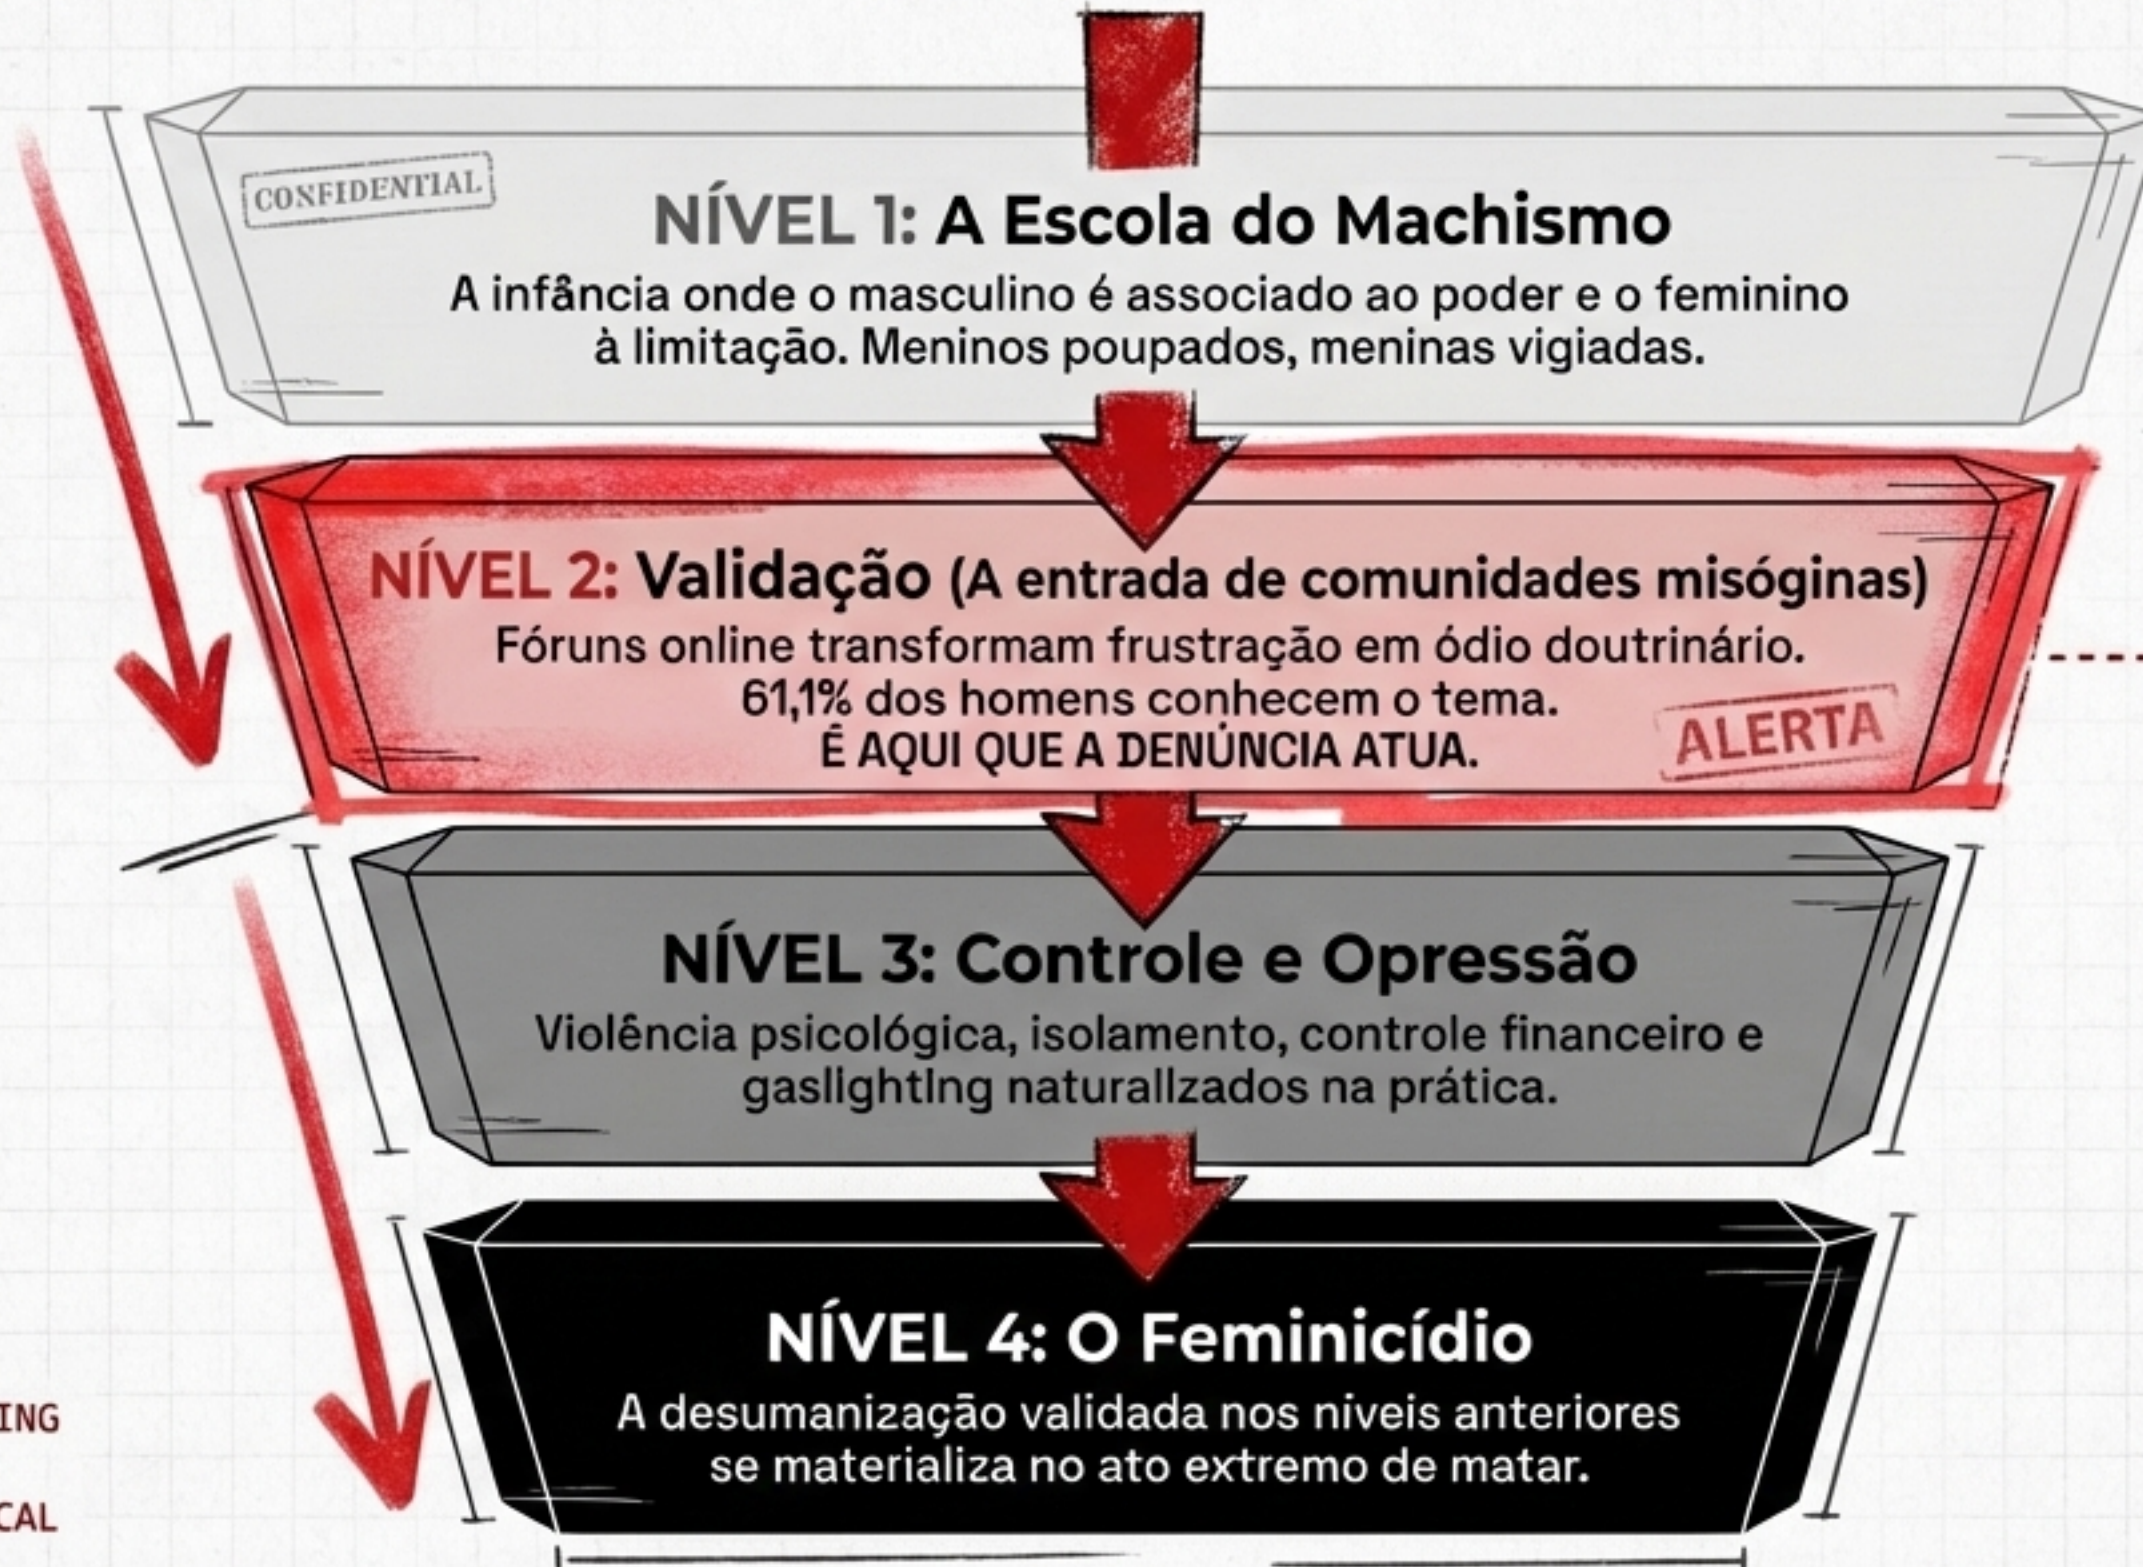 CONFIDENTIAL
NÍVEL 1: A Escola do Machismo
A infância onde o masculino é associado ao poder e o feminino
à limitação. Meninos poupados, meninas vigiadas.
NÍVEL 2: Validação (A entrada de comunidades misóginas)
Fóruns online transformam frustração em ódio doutrinário.
61,1% dos homens conhecem o tema.
É AQUI QUE A DENÚNCIA ATUA.
ALERTA
NÍVEL 3: Controle e Opressão
Violência psicológica, isolamento, controle financeiro e
gaslighting naturalizados na prática.
NÍVEL 4: O Feminicídio
A desumanização validada nos niveis anteriores
se materializa no ato extremo de matar.
ING
CAL